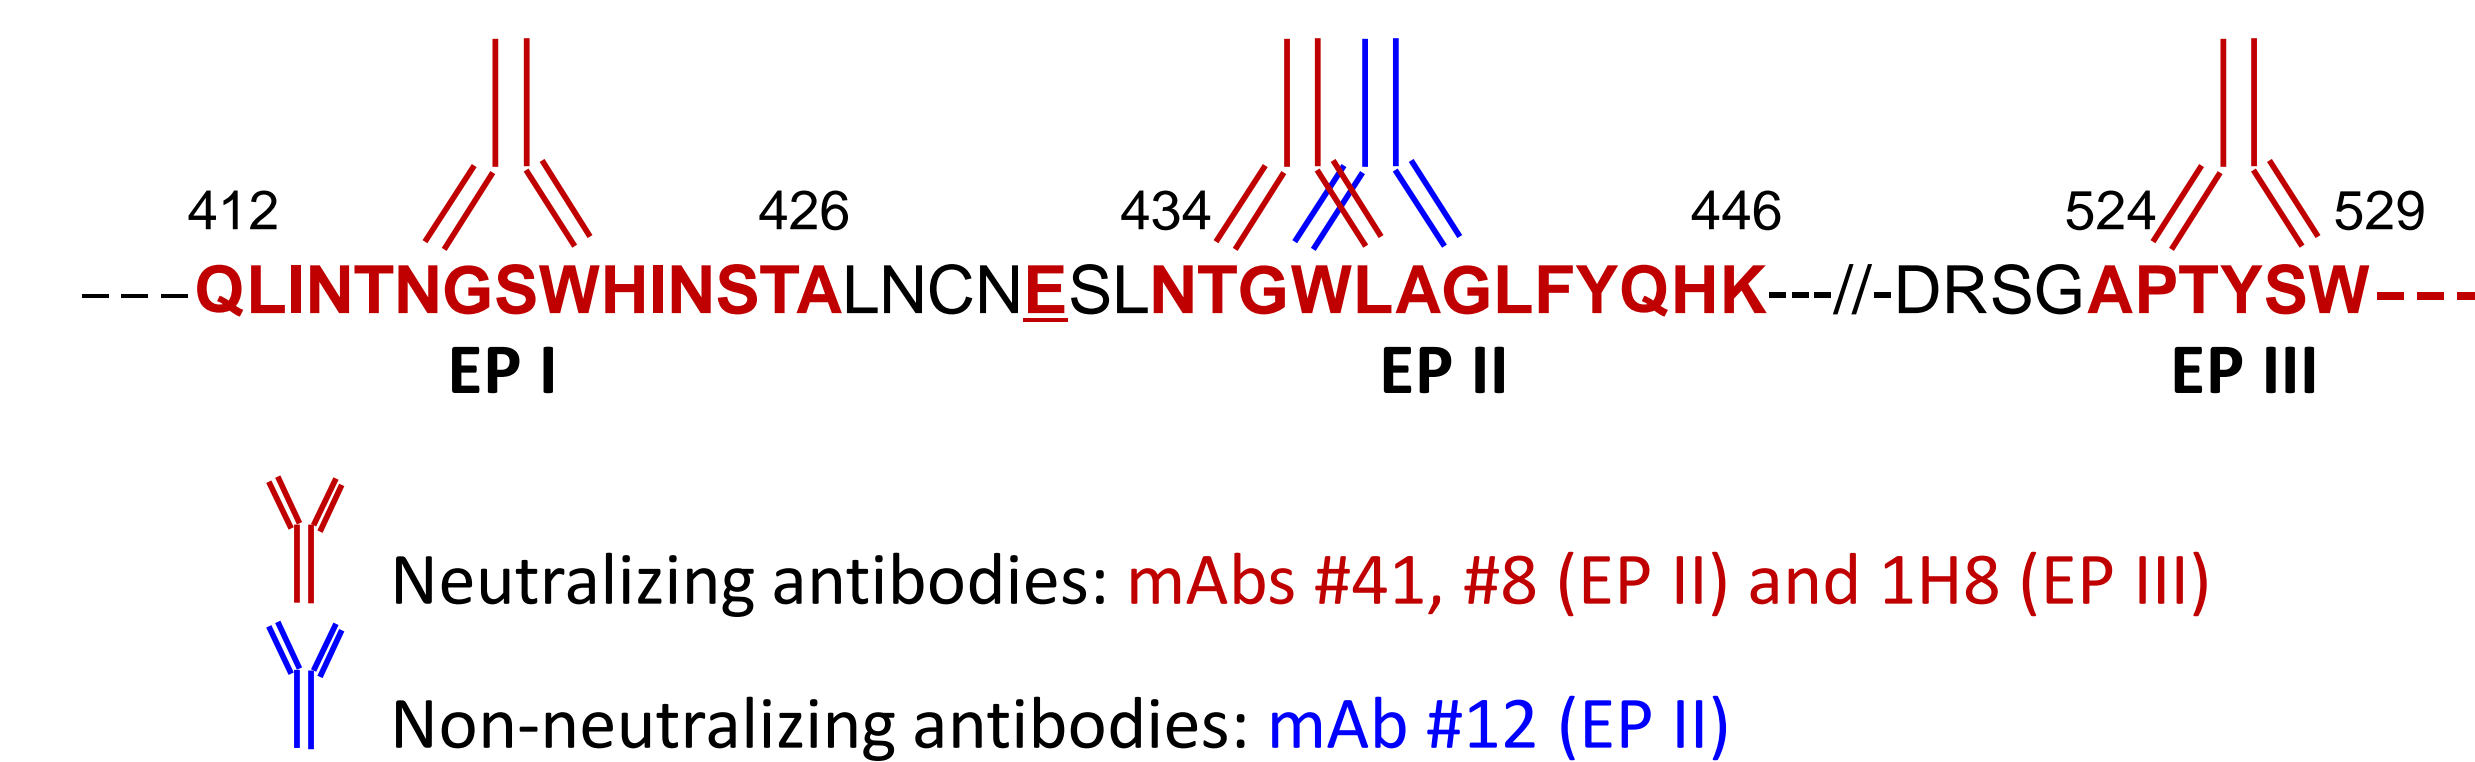 412 426 434 446 524 529
---QLINTNGSWHINSTALNCNESLNTGWLAGLFYQHK---//-DRSGAPTYSW---
EP I EP II EP III
Neutralizing antibodies: mAbs #41, #8 (EP II) and 1H8 (EP III)
Non-neutralizing antibodies: mAb #12 (EP II)